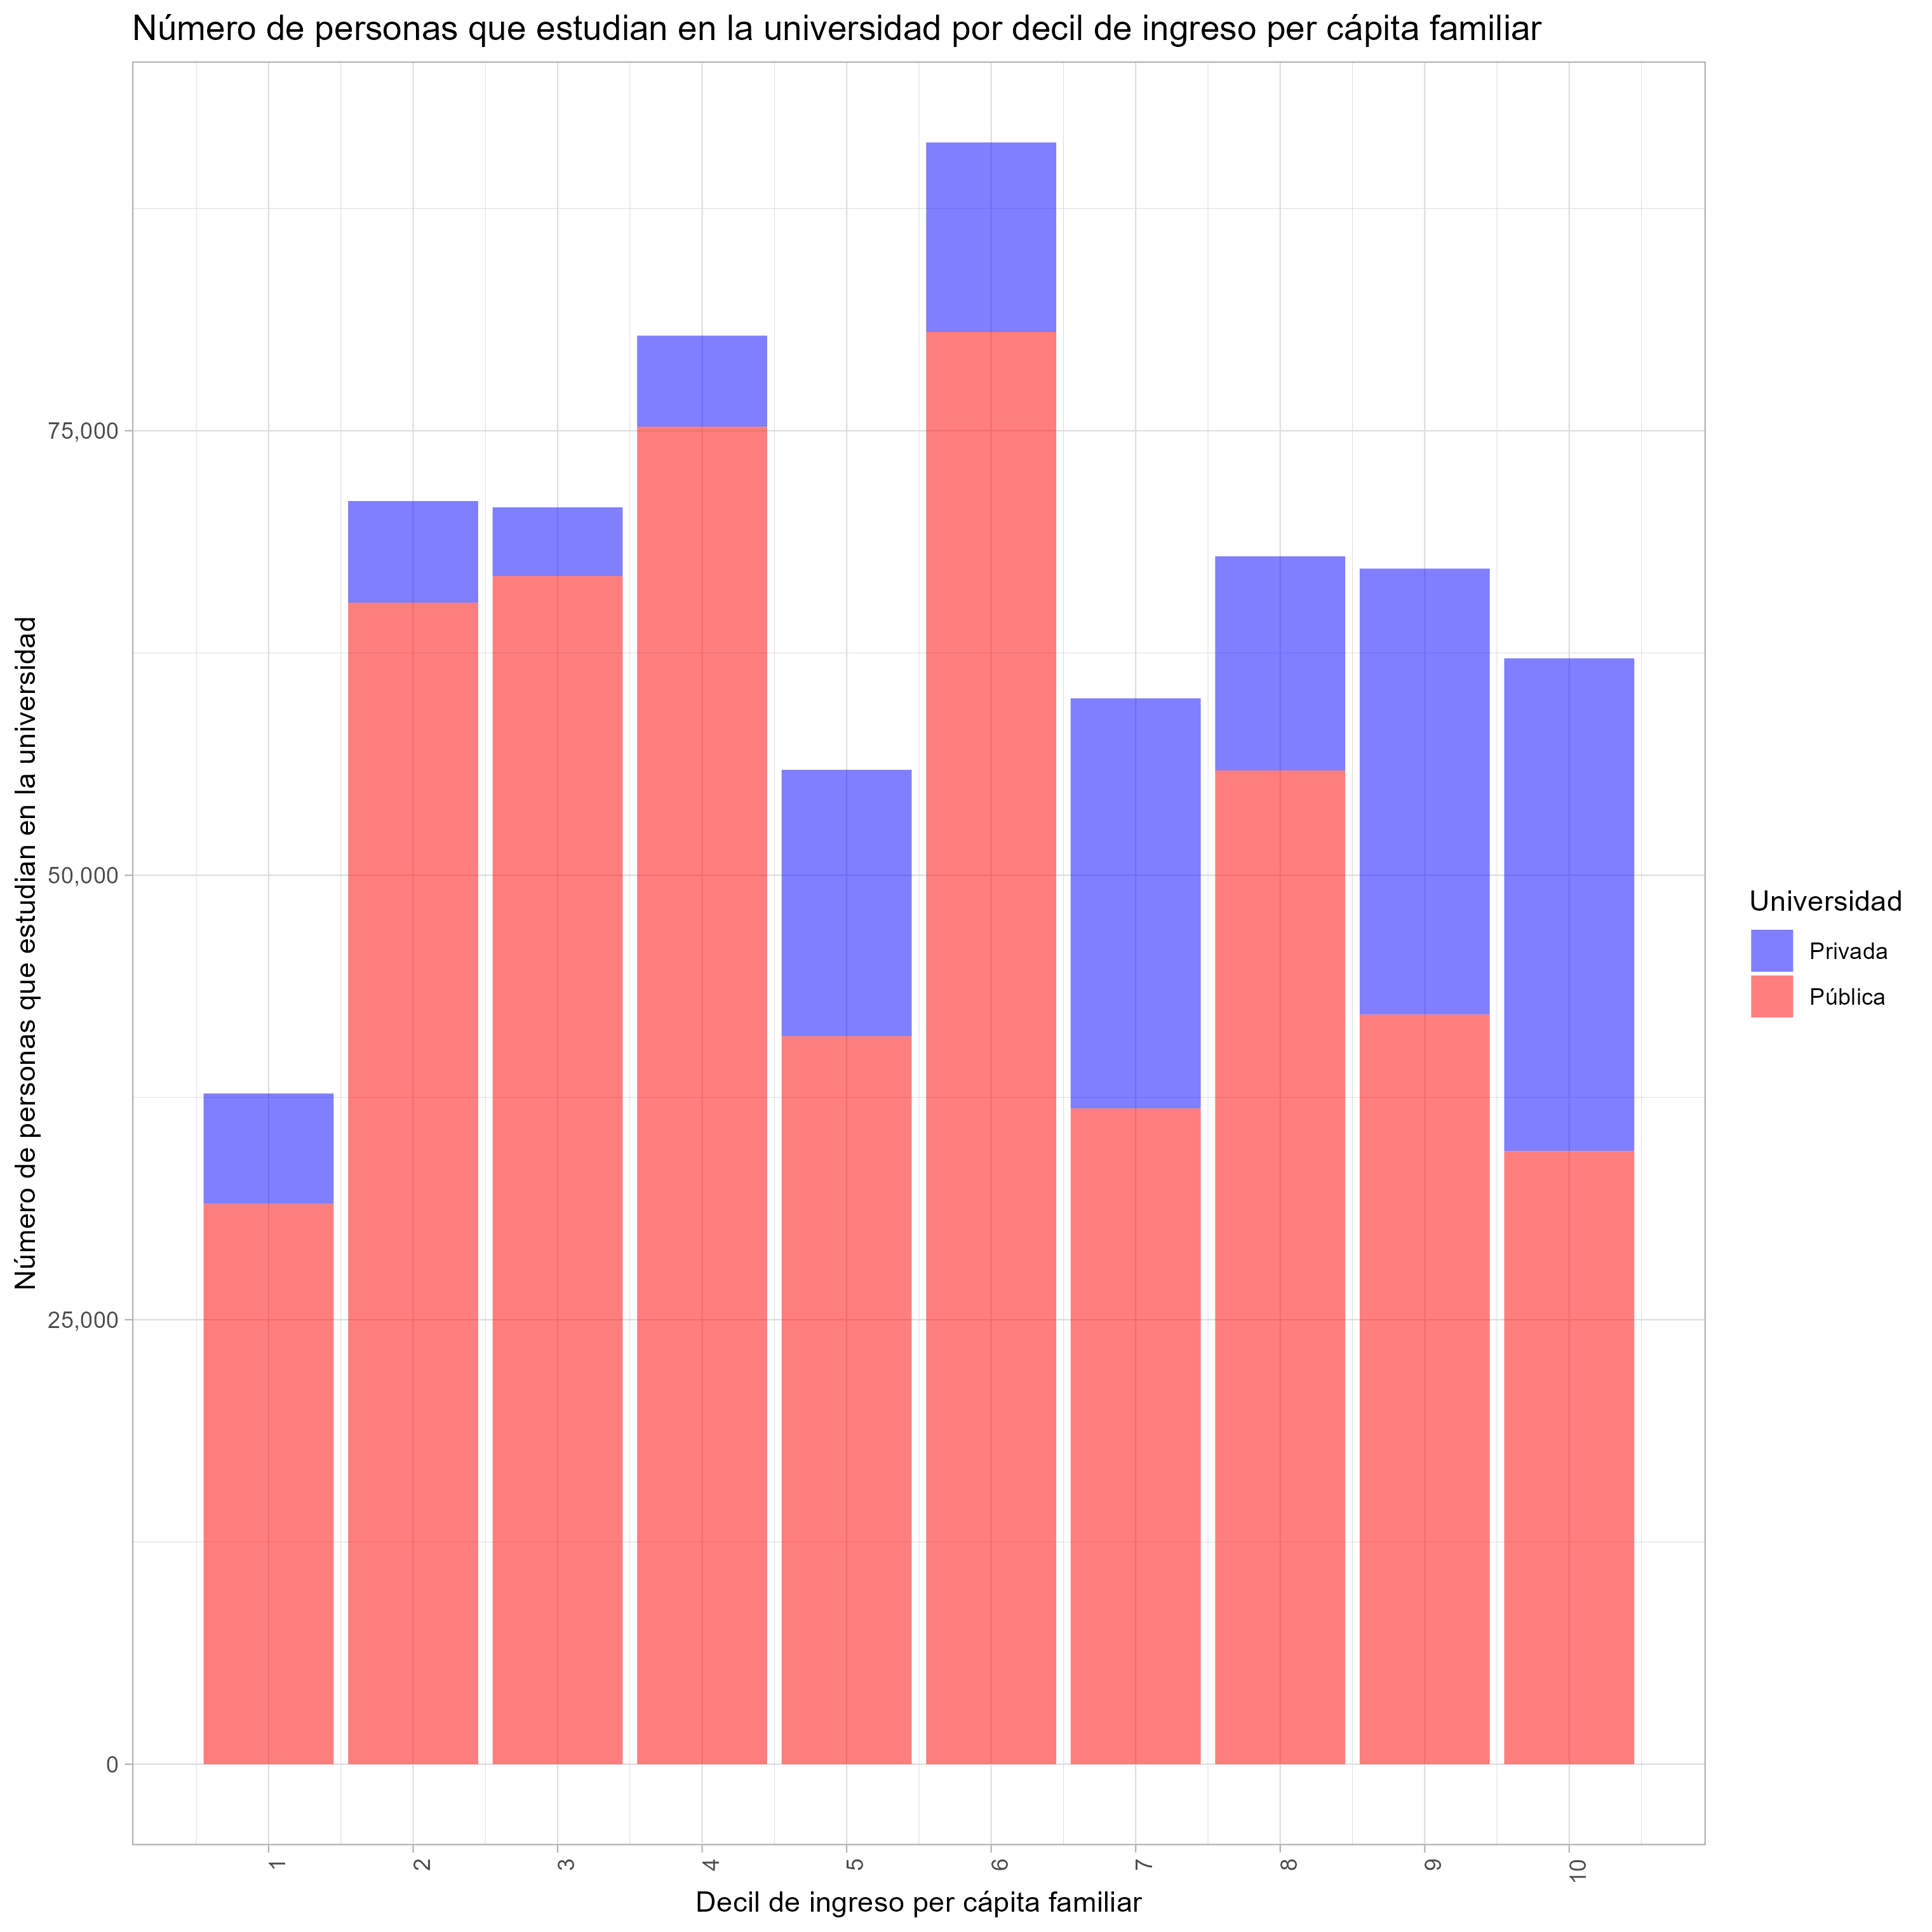 Número de personas que estudian en la universidad por decil de ingreso per cápita familiar
Número de personas que estudian en la universidad
75,000
50,000
25,000
0
1
2
3
4
5
6
7
8
9
10
Decil de ingreso per cápita familiar
Universidad
Privada
Pública